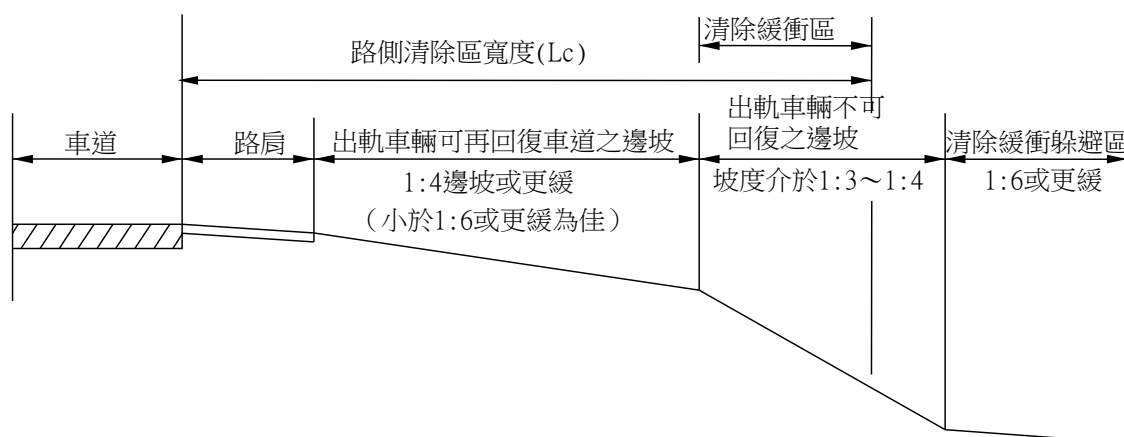 清除緩衝區
路側清除區寬度(Lc)
車道
路肩
出軌車輛可再回復車道之邊坡
1:4邊坡或更緩
（小於1:6或更緩為佳）
出軌車輛不可
回復之邊坡
坡度介於1:3～1:4
清除緩衝躲避區
1:6或更緩